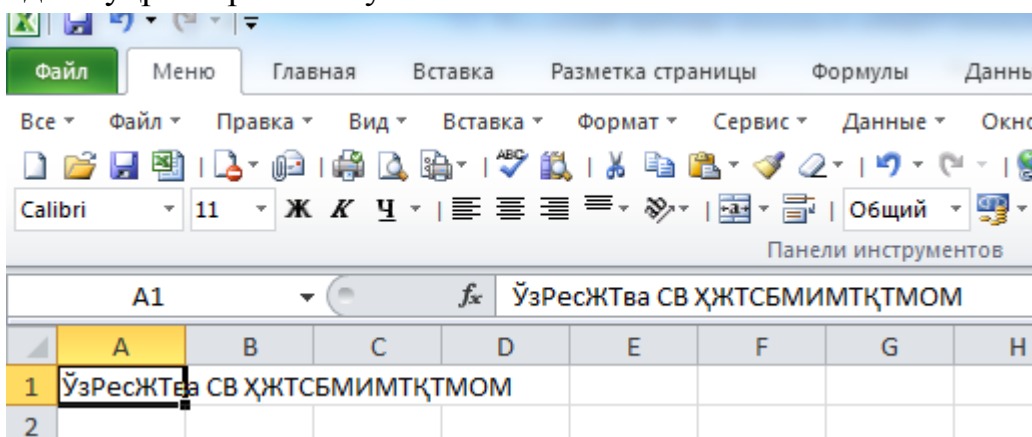 Файл Меню Главная Вставка Разметка страницы Формулы Данны
Все Файл Правка Вид Вставка Формат Сервис Данные Окно
ABC
Calibri 11 Ж К Ч Общий
Панели инструментов
A1 fx ЎзРесЖТва СВ ҲЖТСБМИМТҚТМОМ
A B C D E F G H
1 ЎзРесЖТва СВ ҲЖТСБМИМТҚТМОМ
2